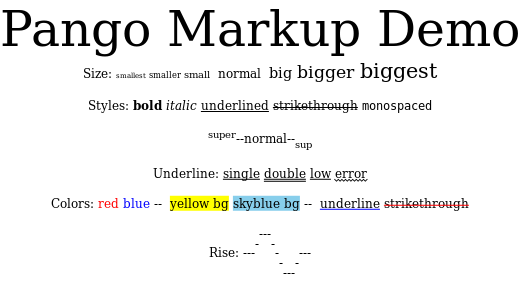 Pango Markup Demo
Size: smallest smaller small normal big bigger biggest
Styles: bold italic underlined strikethrough monospaced
super--normal--sup
Underline: single double low error
Colors: red blue -- yellow bg skyblue bg -- underline strikethrough
Rise: ---- --- ---- --- ----